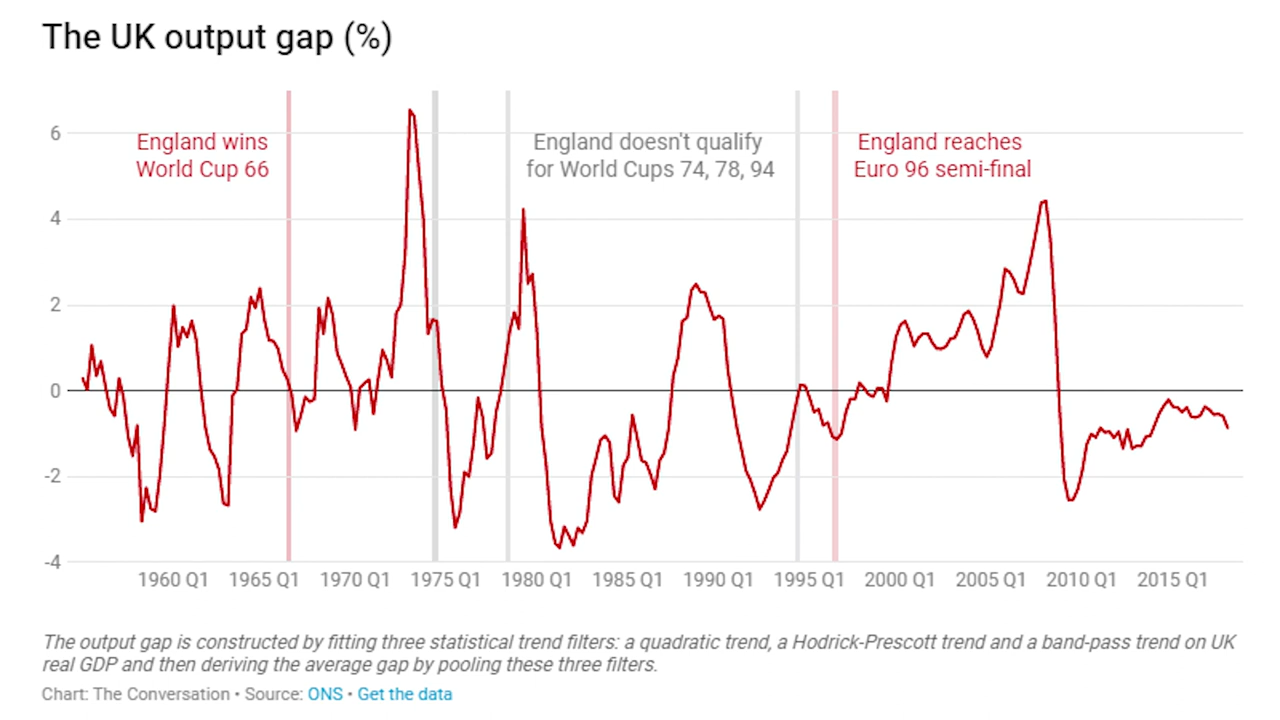 The UK output gap (%)
England wins
World Cup 66
England doesn't qualify
for World Cups 74, 78, 94
England reaches
Euro 96 semi-final
6
4
2
0
-2
-4
1960 Q1 1965 Q1 1970 Q1 1975 Q1 1980 Q1 1985 Q1 1990 Q1 1995 Q1 2000 Q1 2005 Q1 2010 Q1 2015 Q1
The output gap is constructed by fitting three statistical trend filters: a quadratic trend, a Hodrick-Prescott trend and a band-pass trend on UK
real GDP and then deriving the average gap by pooling these three filters.
Chart: The Conversation • Source: ONS • Get the data